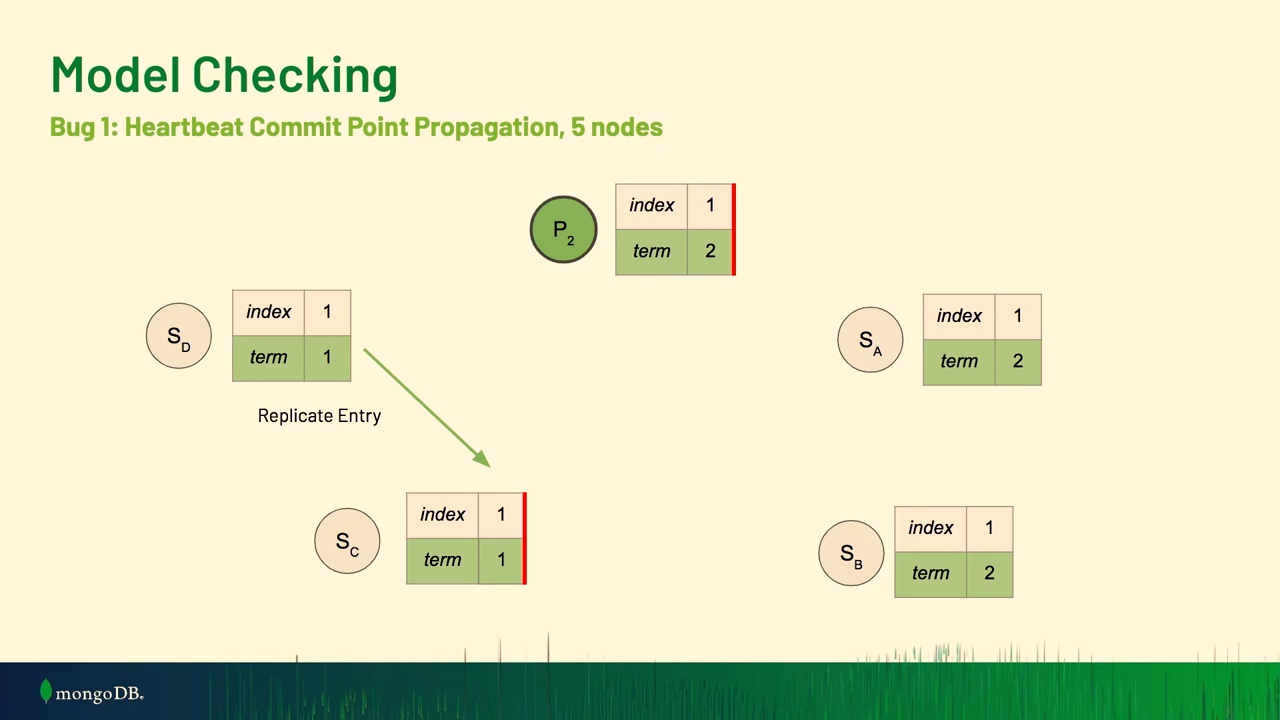 Model Checking
Bug 1: Heartbeat Commit Point Propagation, 5 nodes
P2
index 1
term 2
SD
index 1
term 1
SA
index 1
term 2
Replicate Entry
SC
index 1
term 1
SB
index 1
term 2
mongoDB.